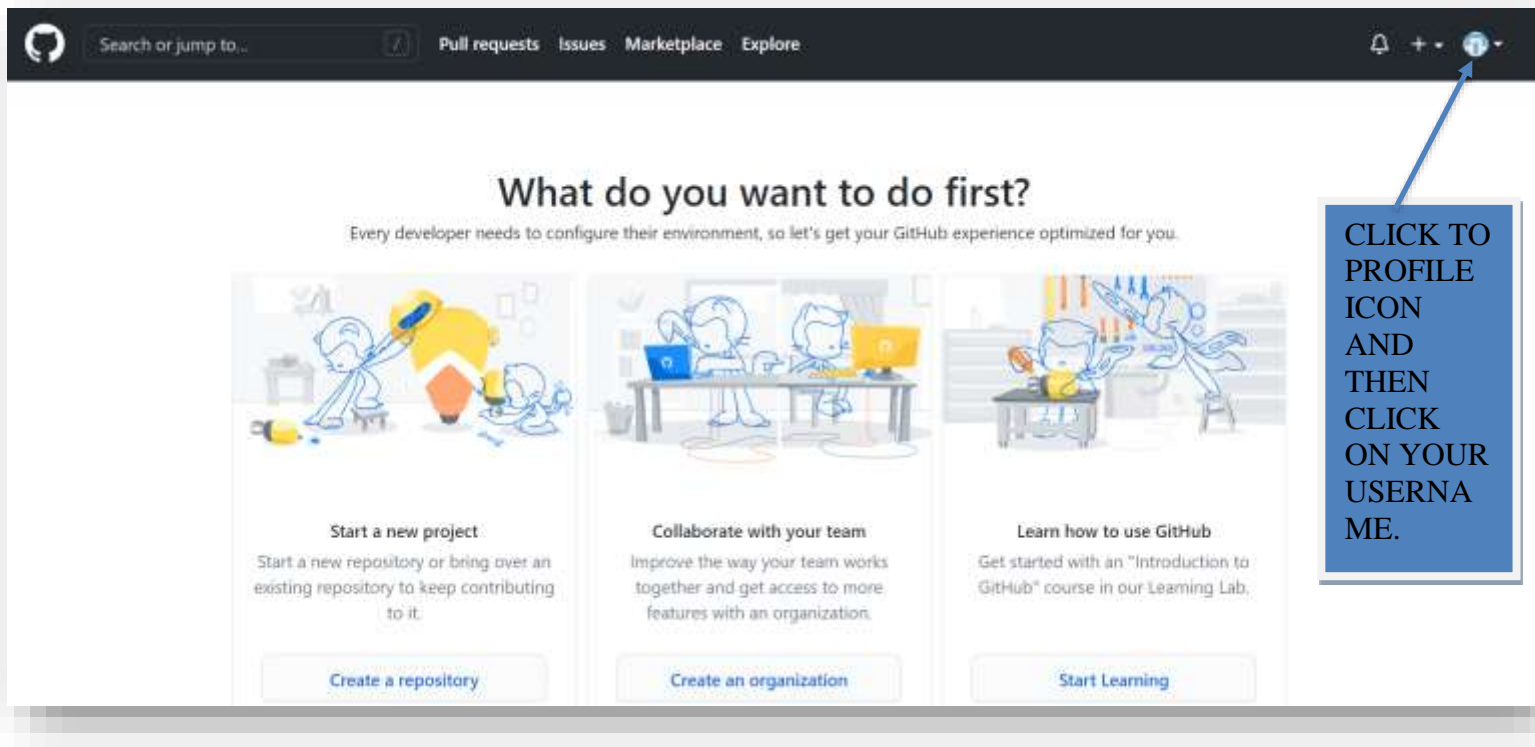 Search or jump to... / Pull requests Issues Marketplace Explore
What do you want to do first?
Every developer needs to configure their environment, so let's get your GitHub experience optimized for you.
CLICK TO
PROFILE
ICON
AND
THEN
CLICK
ON YOUR
USERNA
ME.
Start a new project
Start a new repository or bring over an
existing repository to keep contributing
to it.
Create a repository
Collaborate with your team
Improve the way your team works
together and get access to more
features with an organization.
Create an organization
Learn how to use GitHub
Get started with an "Introduction to
GitHub" course in our Learning Lab.
Start Learning